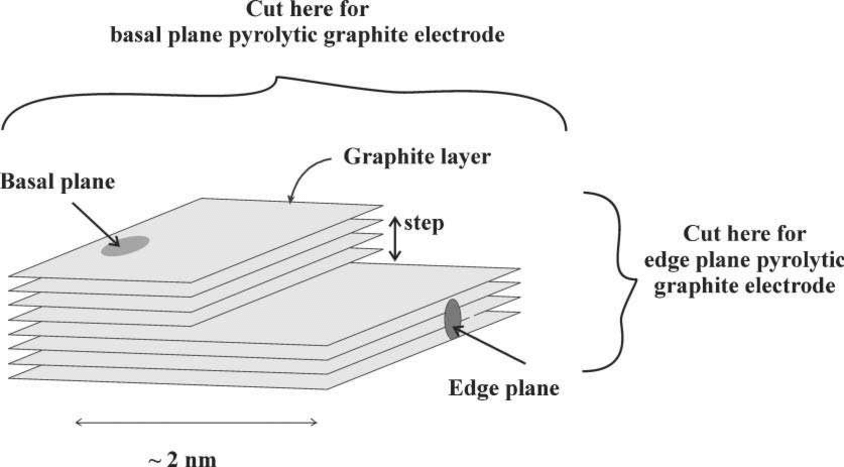 Cut here for
basal plane pyrolytic graphite electrode
Graphite layer
Basal plane
step
Cut here for
edge plane pyrolytic
graphite electrode
Edge plane
~ 2 nm